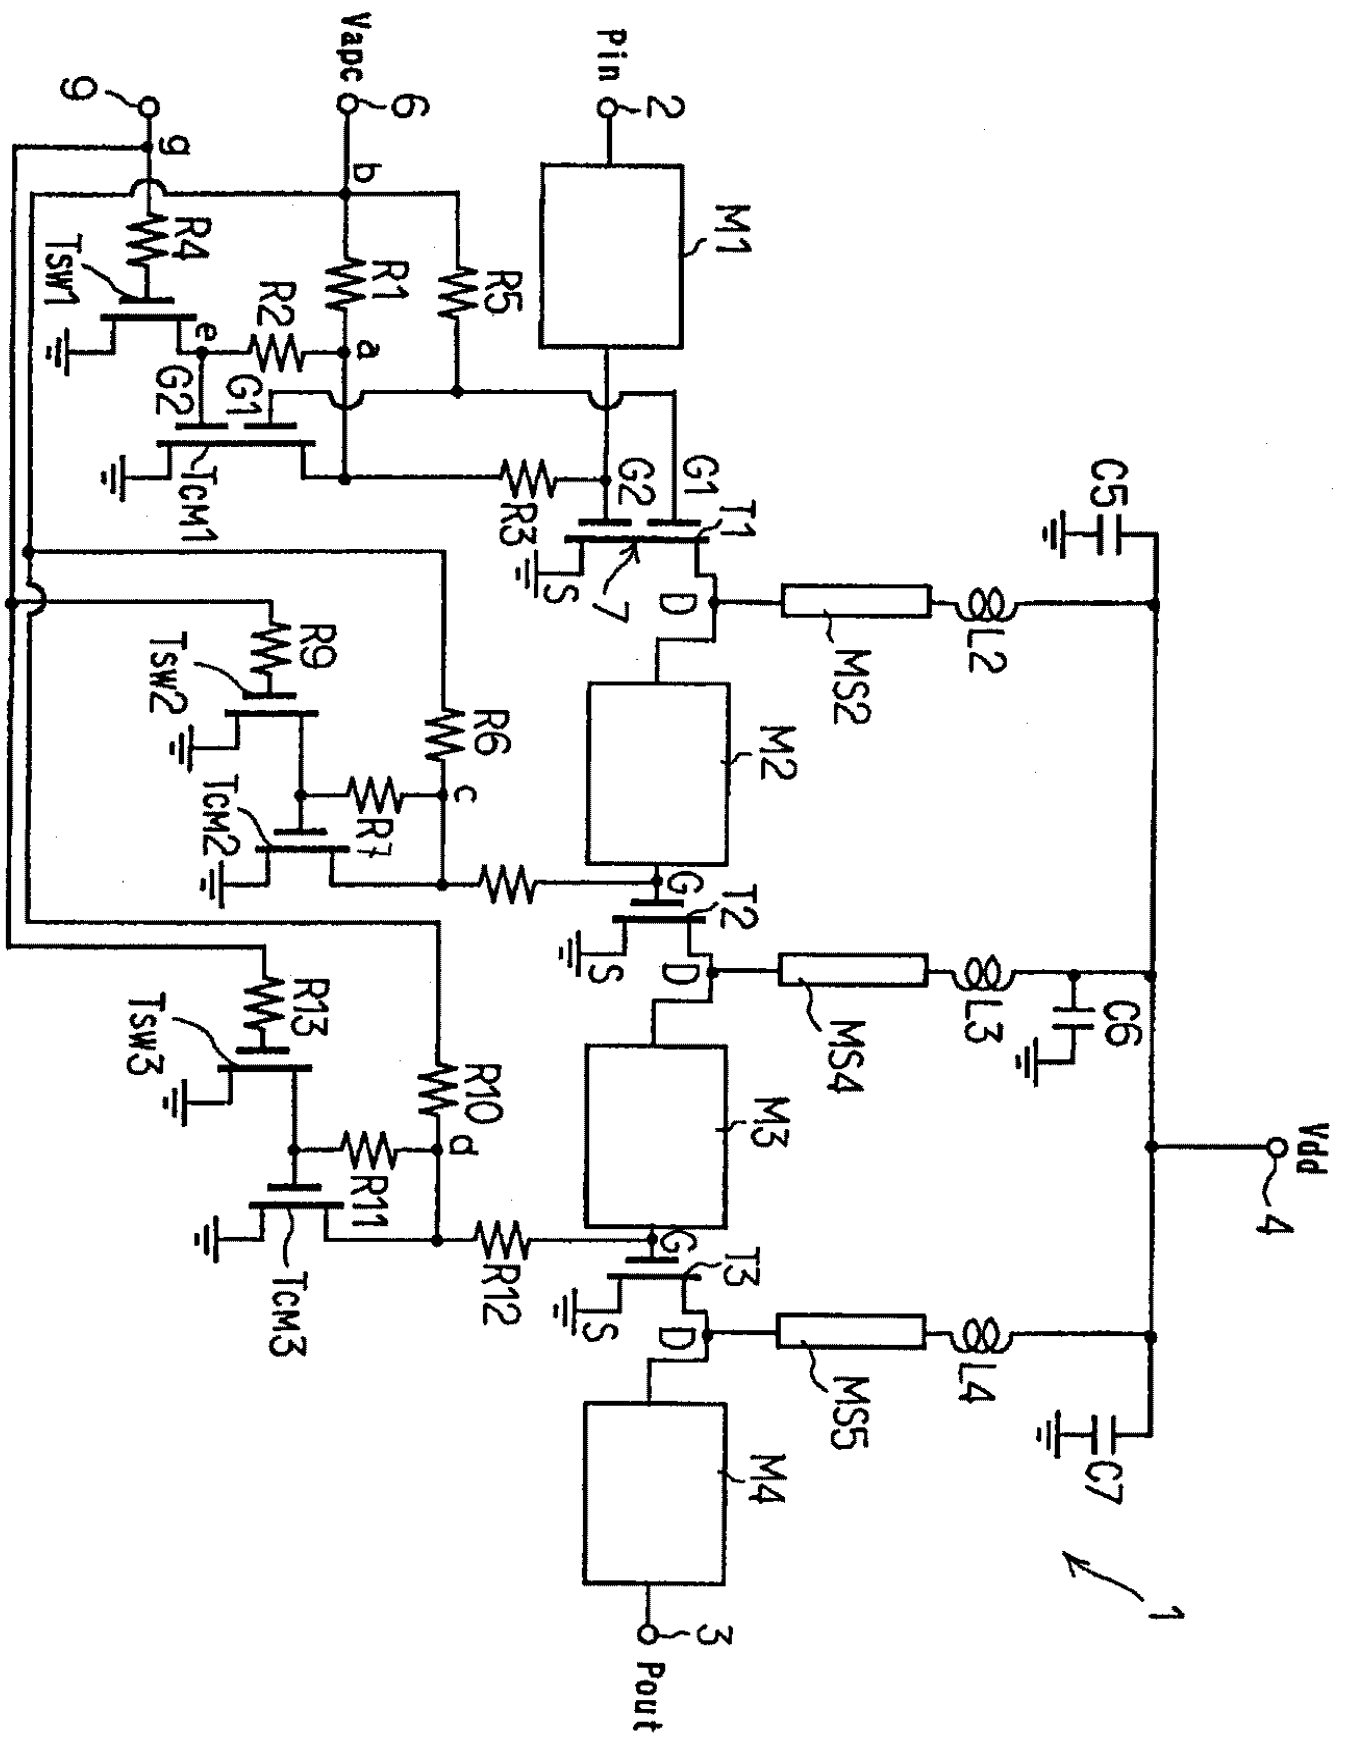 Vdd
4
1
C5
C6
C7
L2
L3
L4
MS2
MS4
MS5
M1
T1
M2
T2
M3
T3
M4
2
G1
D
G
D
G
D
3
Pin
G2
7
S
S
S
Pout
R5
R3
R6
R10
R12
6
b
R1
a
c
d
Vapc
R2
G1
R9
R7
R13
R11
Tcm3
g
R4
e
G2
Tcm1
Tsw2
Tcm2
Tsw3
9
Tsw1